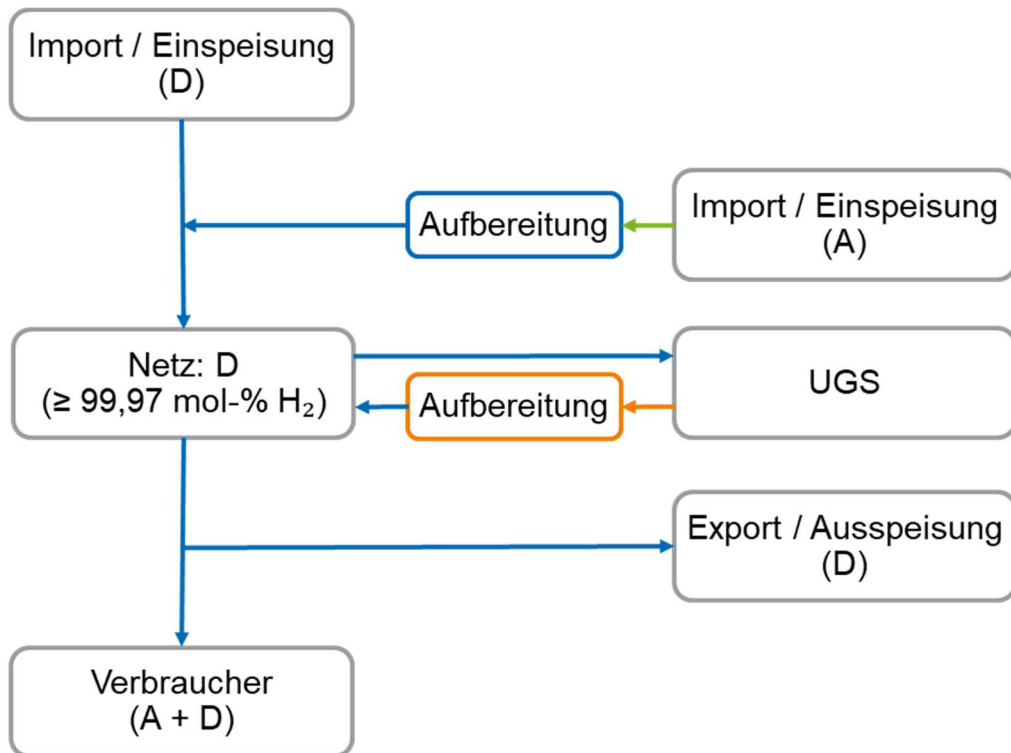 Import / Einspeisung
(D)
Aufbereitung
Import / Einspeisung
(A)
Netz: D
(≥ 99,97 mol-% H₂)
Aufbereitung
UGS
Export / Ausspeisung
(D)
Verbraucher
(A + D)